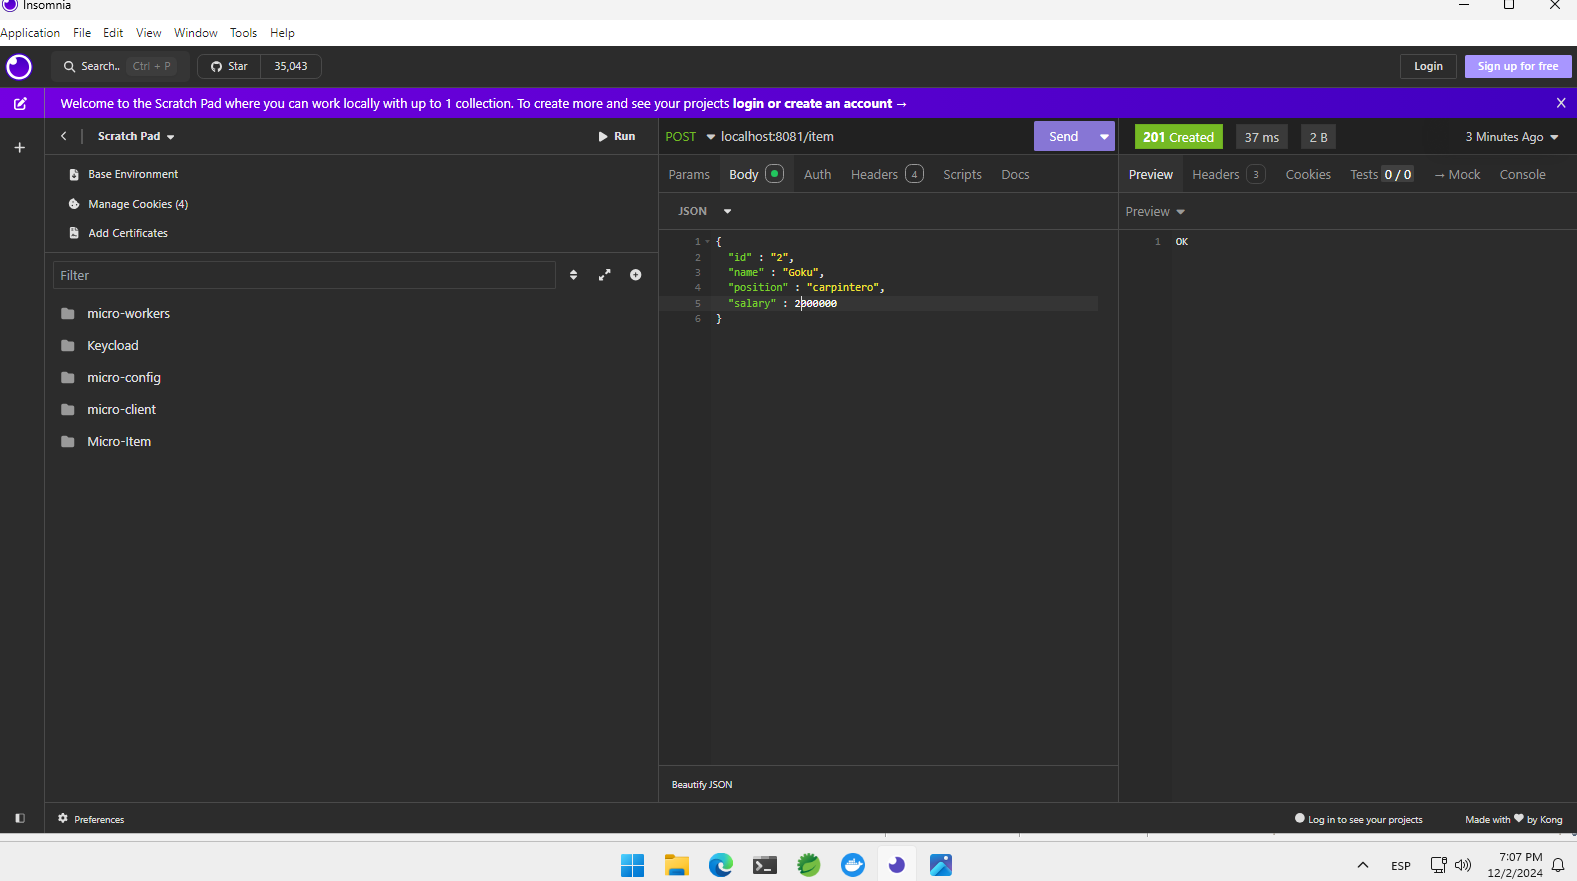 Insomnia
Application File Edit View Window Tools Help
Search.. Ctrl + P Star 35,043 Login Sign up for free
Welcome to the Scratch Pad where you can work locally with up to 1 collection. To create more and see your projects login or create an account →
Scratch Pad Run POST localhost:8081/item Send 201 Created 37 ms 2 B 3 Minutes Ago
Base Environment
Manage Cookies (4)
Add Certificates
Filter
micro-workers
Keycload
micro-config
micro-client
Micro-Item
Params Body Auth Headers 4 Scripts Docs
JSON
1 {
2 "id" : "2",
3 "name" : "Goku",
4 "position" : "carpintero",
5 "salary" : 2000000
6 }
Beautify JSON
Preview Headers 3 Cookies Tests 0 / 0 → Mock Console
Preview
1 OK
Preferences Log in to see your projects Made with ♥ by Kong
ESP 7:07 PM
12/2/2024